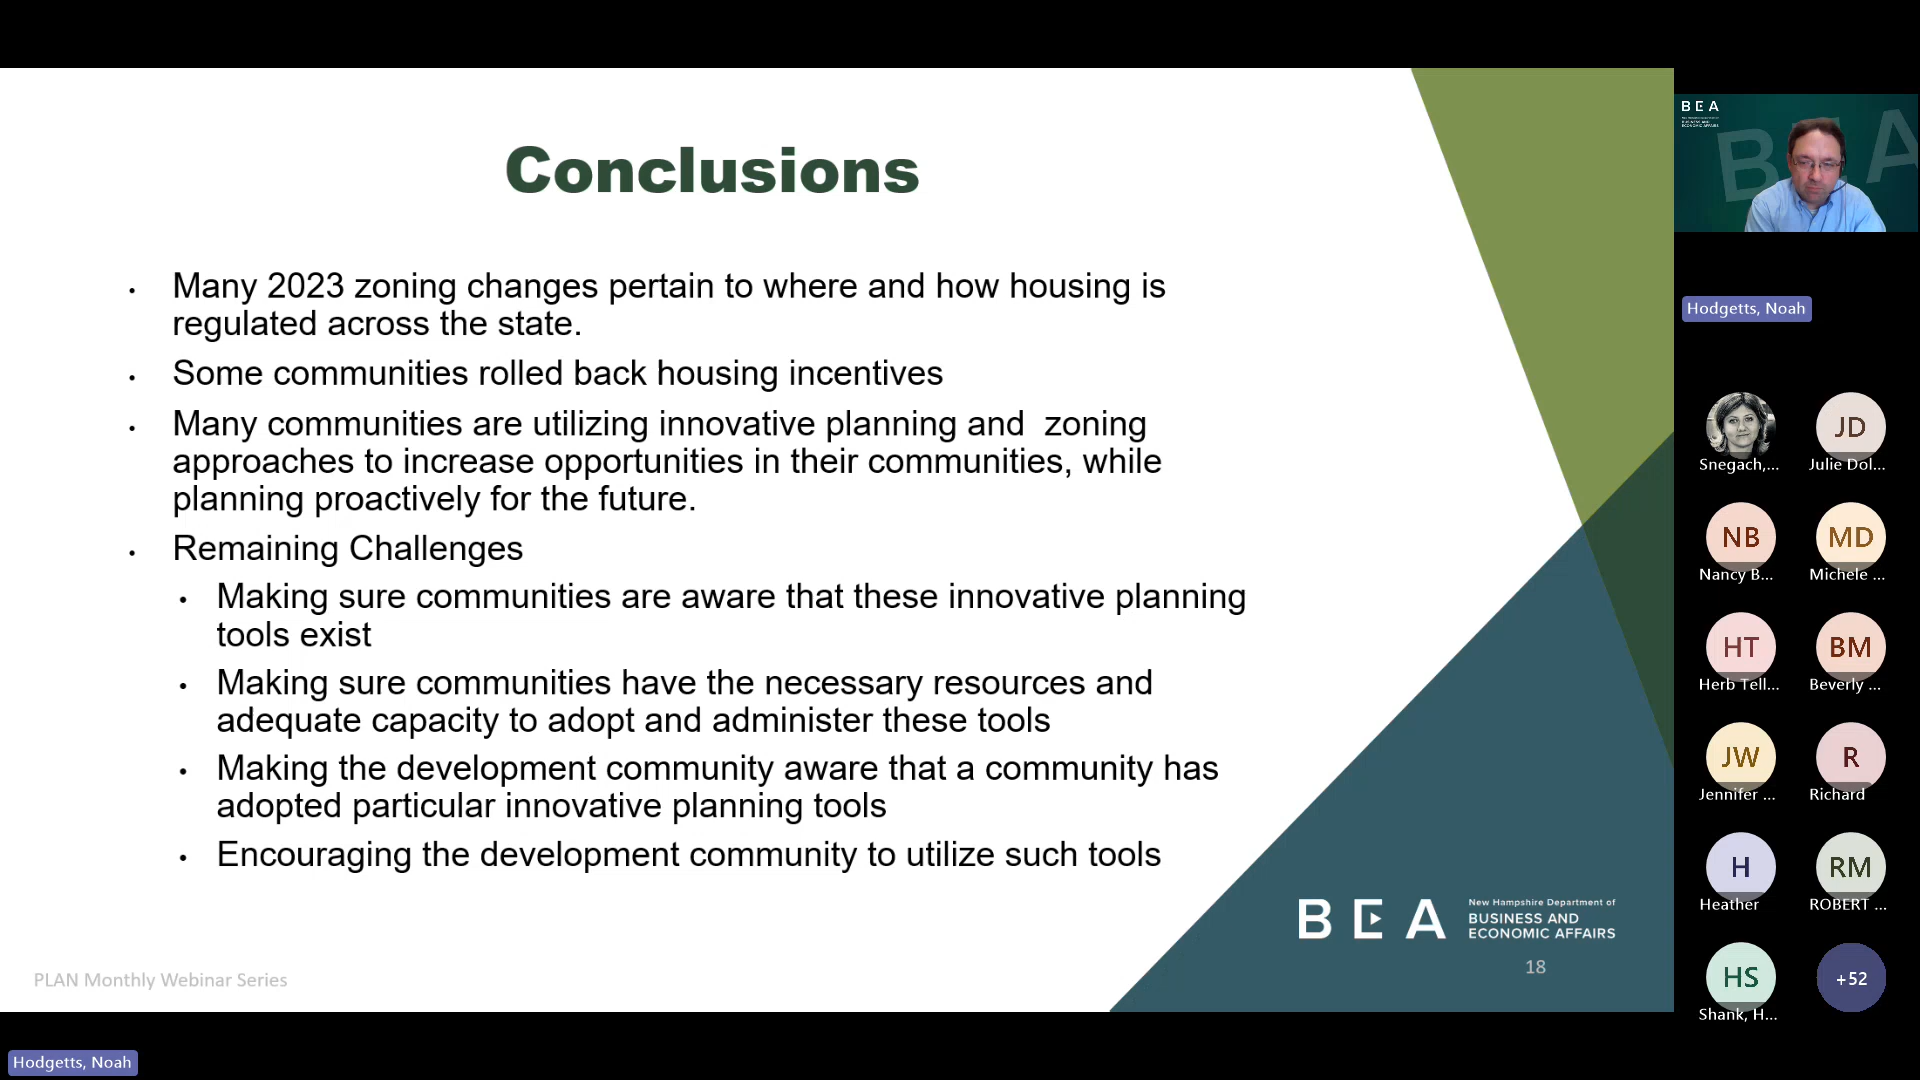 Conclusions
• Many 2023 zoning changes pertain to where and how housing is
regulated across the state.
• Some communities rolled back housing incentives
• Many communities are utilizing innovative planning and  zoning
approaches to increase opportunities in their communities, while
planning proactively for the future.
• Remaining Challenges
• Making sure communities are aware that these innovative planning
tools exist
• Making sure communities have the necessary resources and
adequate capacity to adopt and administer these tools
• Making the development community aware that a community has
adopted particular innovative planning tools
• Encouraging the development community to utilize such tools
BEA
New Hampshire Department of
BUSINESS AND
ECONOMIC AFFAIRS
18
PLAN Monthly Webinar Series
Hodgetts, Noah
BEA
BUSINESS AND
ECONOMIC AFFAIRS
BEA
Hodgetts, Noah
Snegach,...
JD
Julie Dol...
NB
Nancy B...
MD
Michele ...
HT
Herb Tell...
BM
Beverly ...
JW
Jennifer ...
R
Richard
H
Heather
RM
ROBERT ...
HS
Shank, H...
+52